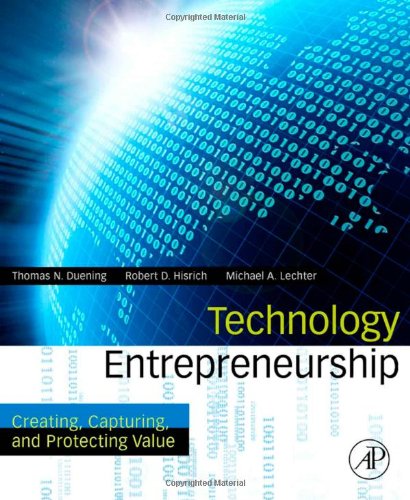 Copyrighted Material
Thomas N. Duening Robert D. Hisrich Michael A. Lechter
Technology
Entrepreneurship
Creating, Capturing,
and Protecting Value
AP
Copyrighted Material